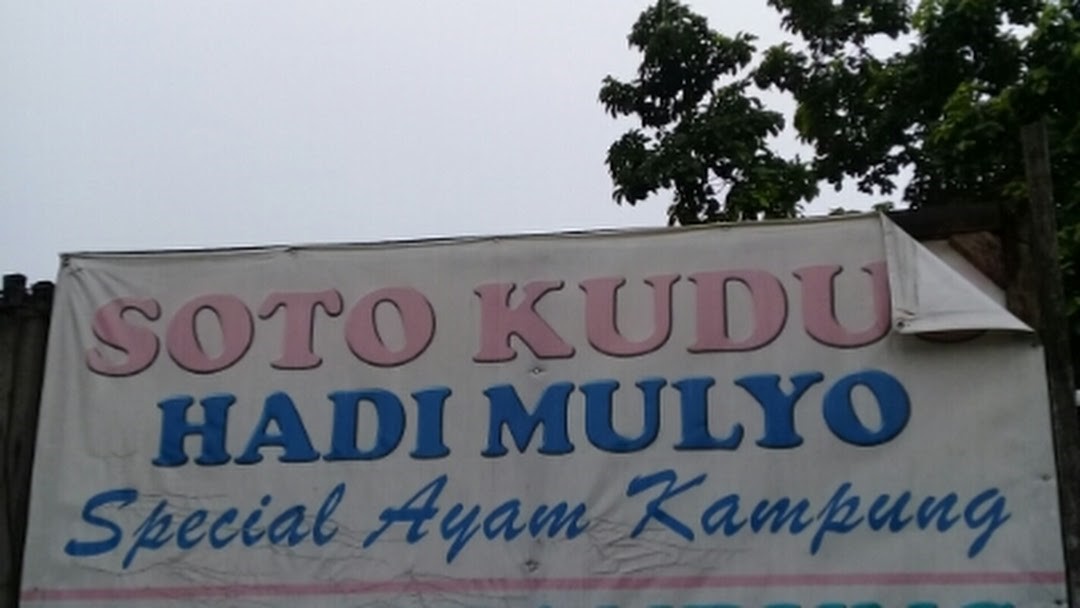 SOTO KUDU
HADI MULYO
Special Ayam Kampung